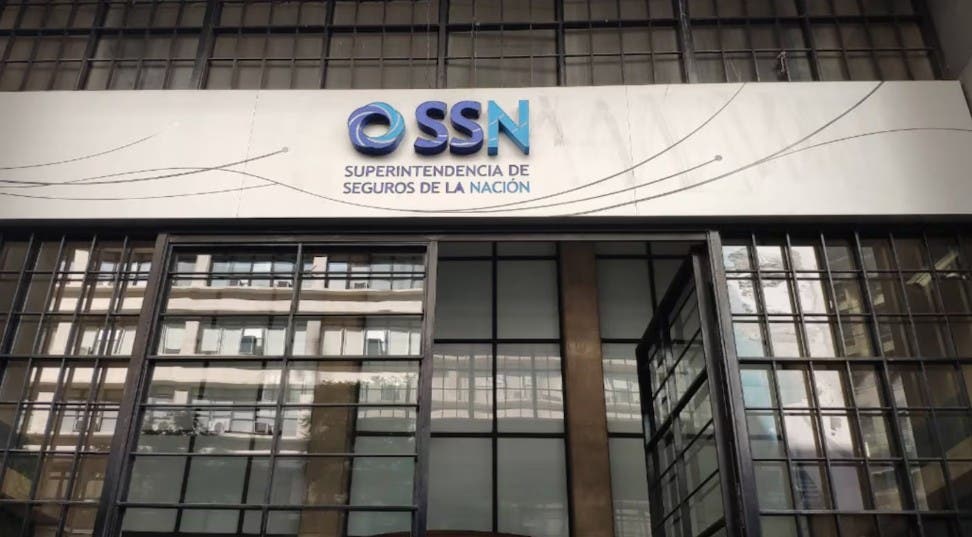 SSN
SUPERINTENDENCIA DE
SEGUROS DE LA NACIÓN